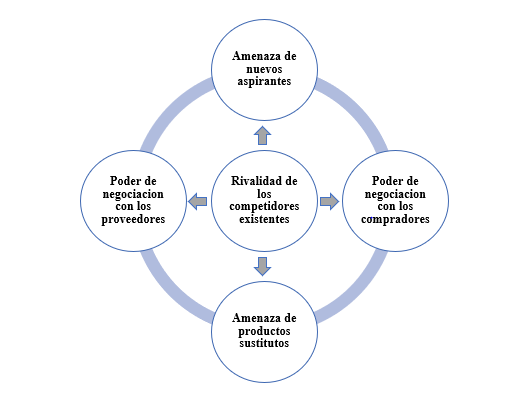 Amenaza de
nuevos
aspirantes
Poder de
negociacion
con los
proveedores
Rivalidad de
los
competidores
existentes
Poder de
negociacion
con los
compradores
Amenaza de
productos
sustitutos